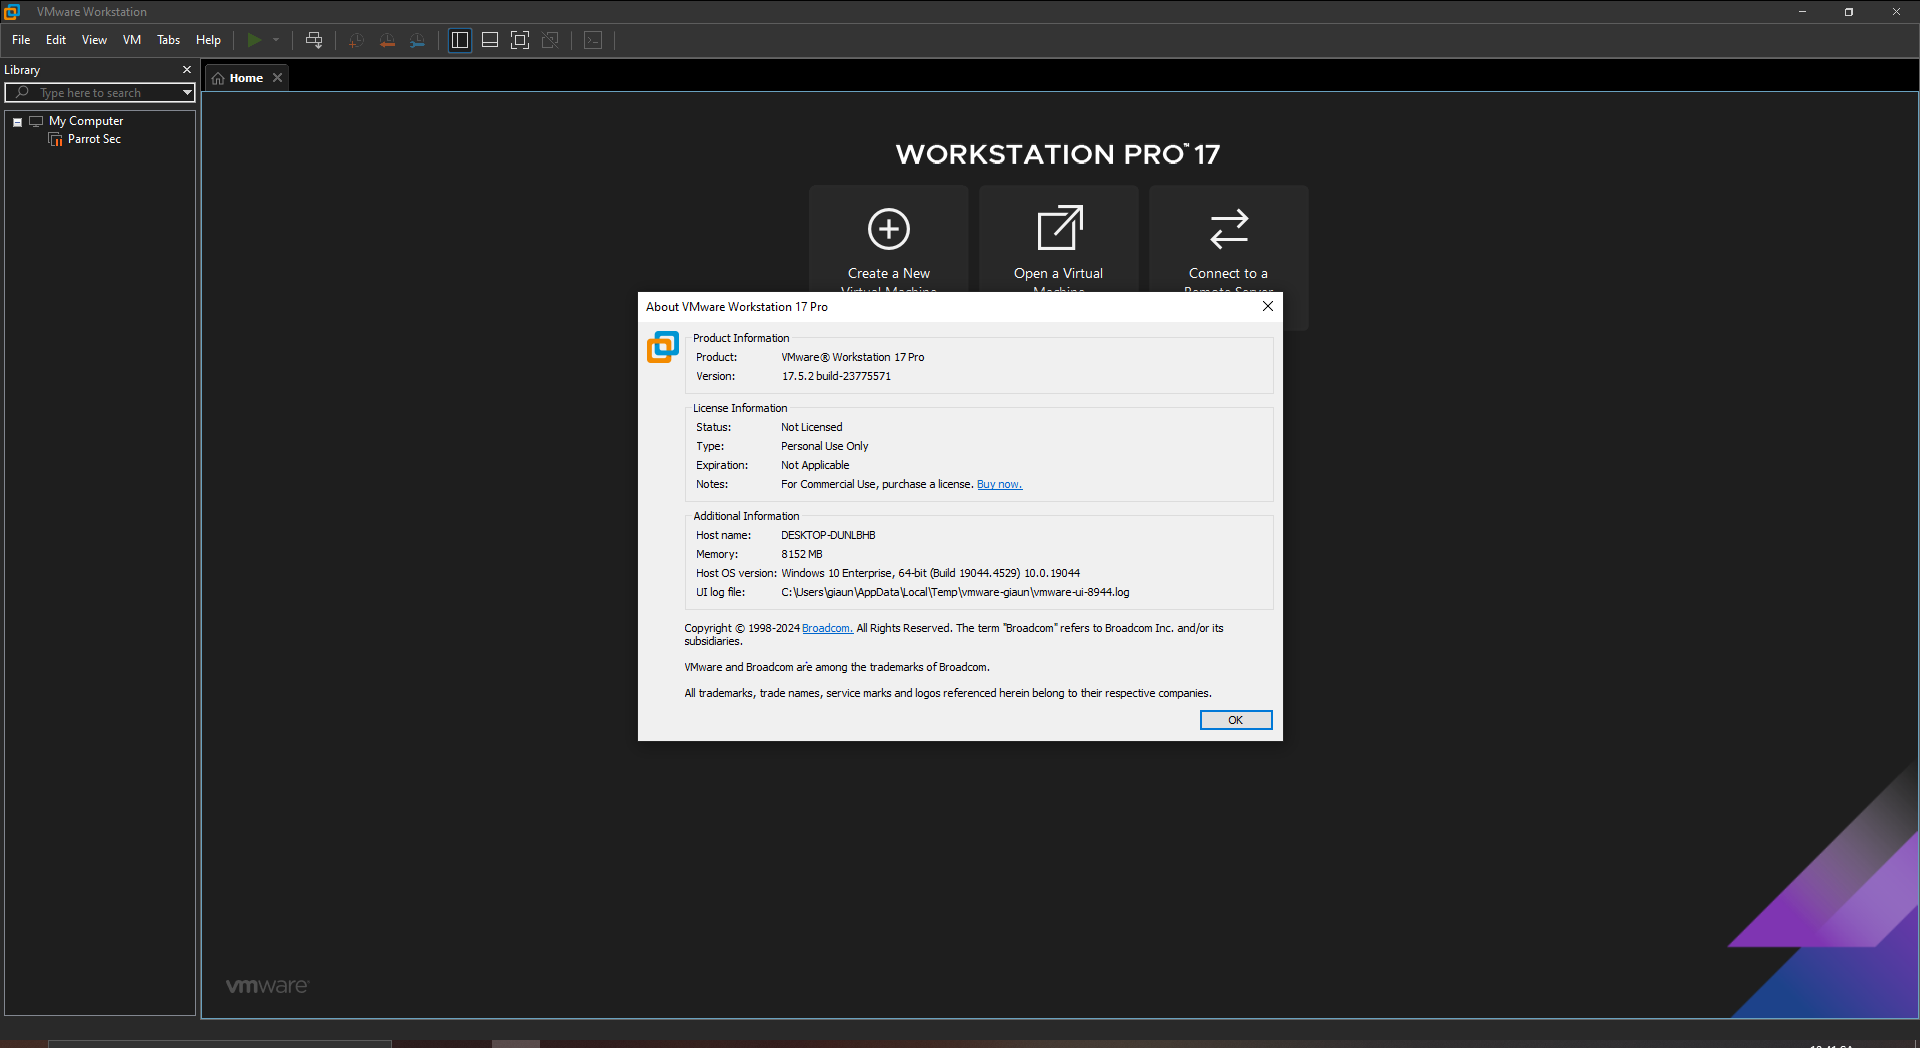 VMware Workstation
File Edit View VM Tabs Help
Library
Type here to search
My Computer
Parrot Sec
Home
WORKSTATION PRO™ 17
Create a New
Virtual Machine
Open a Virtual
Machine
Connect to a
Remote Server
About VMware Workstation 17 Pro
Product Information
Product: VMware® Workstation 17 Pro
Version: 17.5.2 build-23775571
License Information
Status: Not Licensed
Type: Personal Use Only
Expiration: Not Applicable
Notes: For Commercial Use, purchase a license. Buy now.
Additional Information
Host name: DESKTOP-DUNLBHB
Memory: 8152 MB
Host OS version: Windows 10 Enterprise, 64-bit (Build 19044.4529) 10.0.19044
UI log file: C:\Users\giaun\AppData\Local\Temp\vmware-giaun\vmware-ui-8944.log
Copyright © 1998-2024 Broadcom. All Rights Reserved. The term "Broadcom" refers to Broadcom Inc. and/or its
subsidiaries.
VMware and Broadcom are among the trademarks of Broadcom.
All trademarks, trade names, service marks and logos referenced herein belong to their respective companies.
OK
vmware